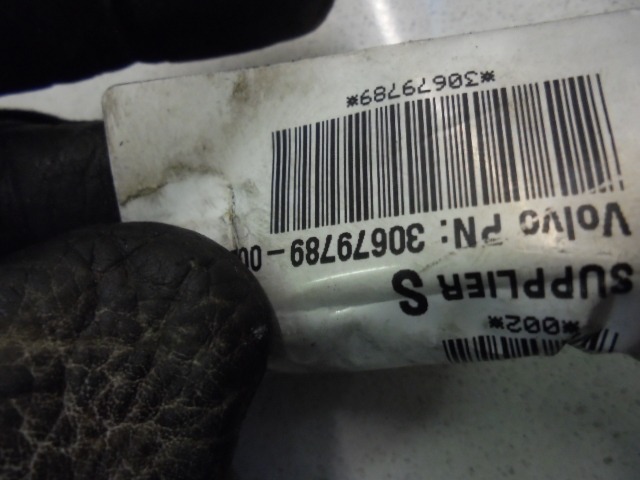 *002*
SUPPLIER S
Volvo PN: 30679789 - 00
*30679789*